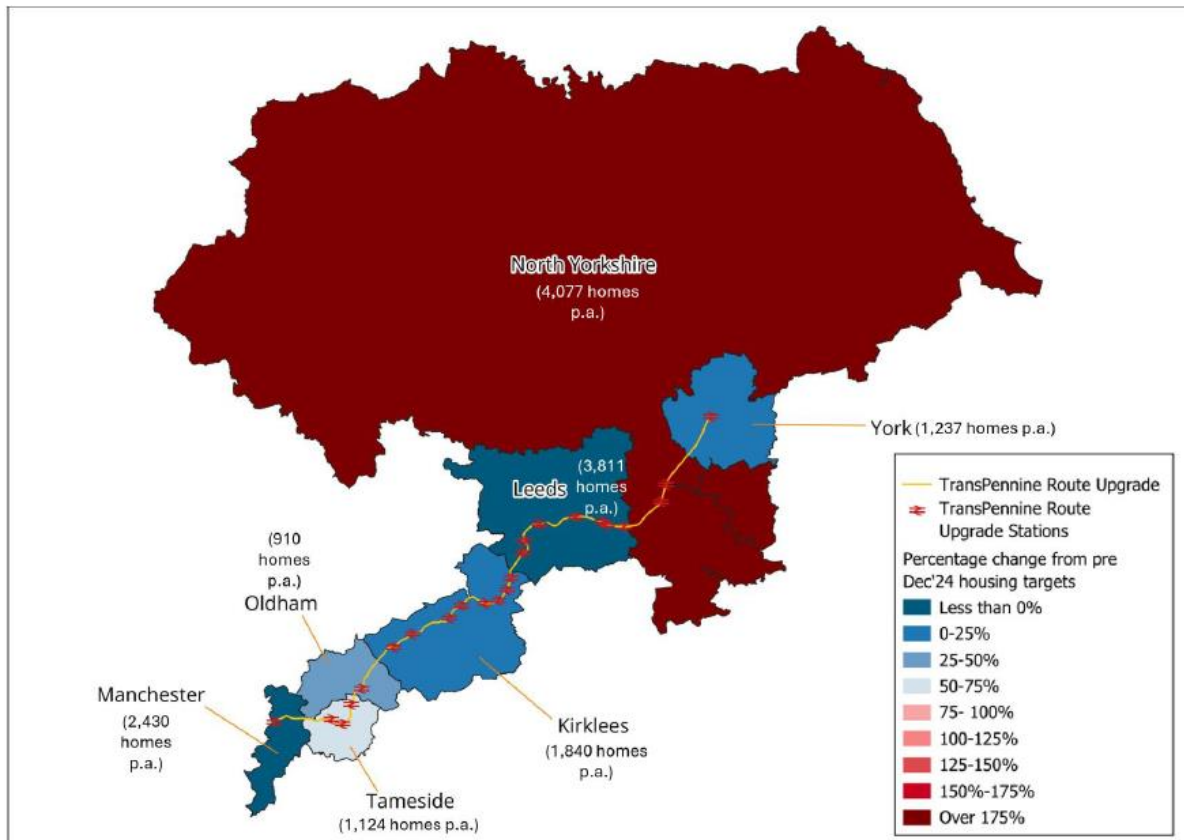 North Yorkshire
(4,077 homes
p.a.)
York (1,237 homes p.a.)
(3,811
homes
p.a.)
Leeds
(910
homes
p.a.)
Oldham
Manchester
(2,430
homes
p.a.)
Kirklees
(1,840 homes
p.a.)
Tameside
(1,124 homes p.a.)
TransPennine Route Upgrade
TransPennine Route
Upgrade Stations
Percentage change from pre
Dec'24 housing targets
Less than 0%
0-25%
25-50%
50-75%
75- 100%
100-125%
125-150%
150%-175%
Over 175%